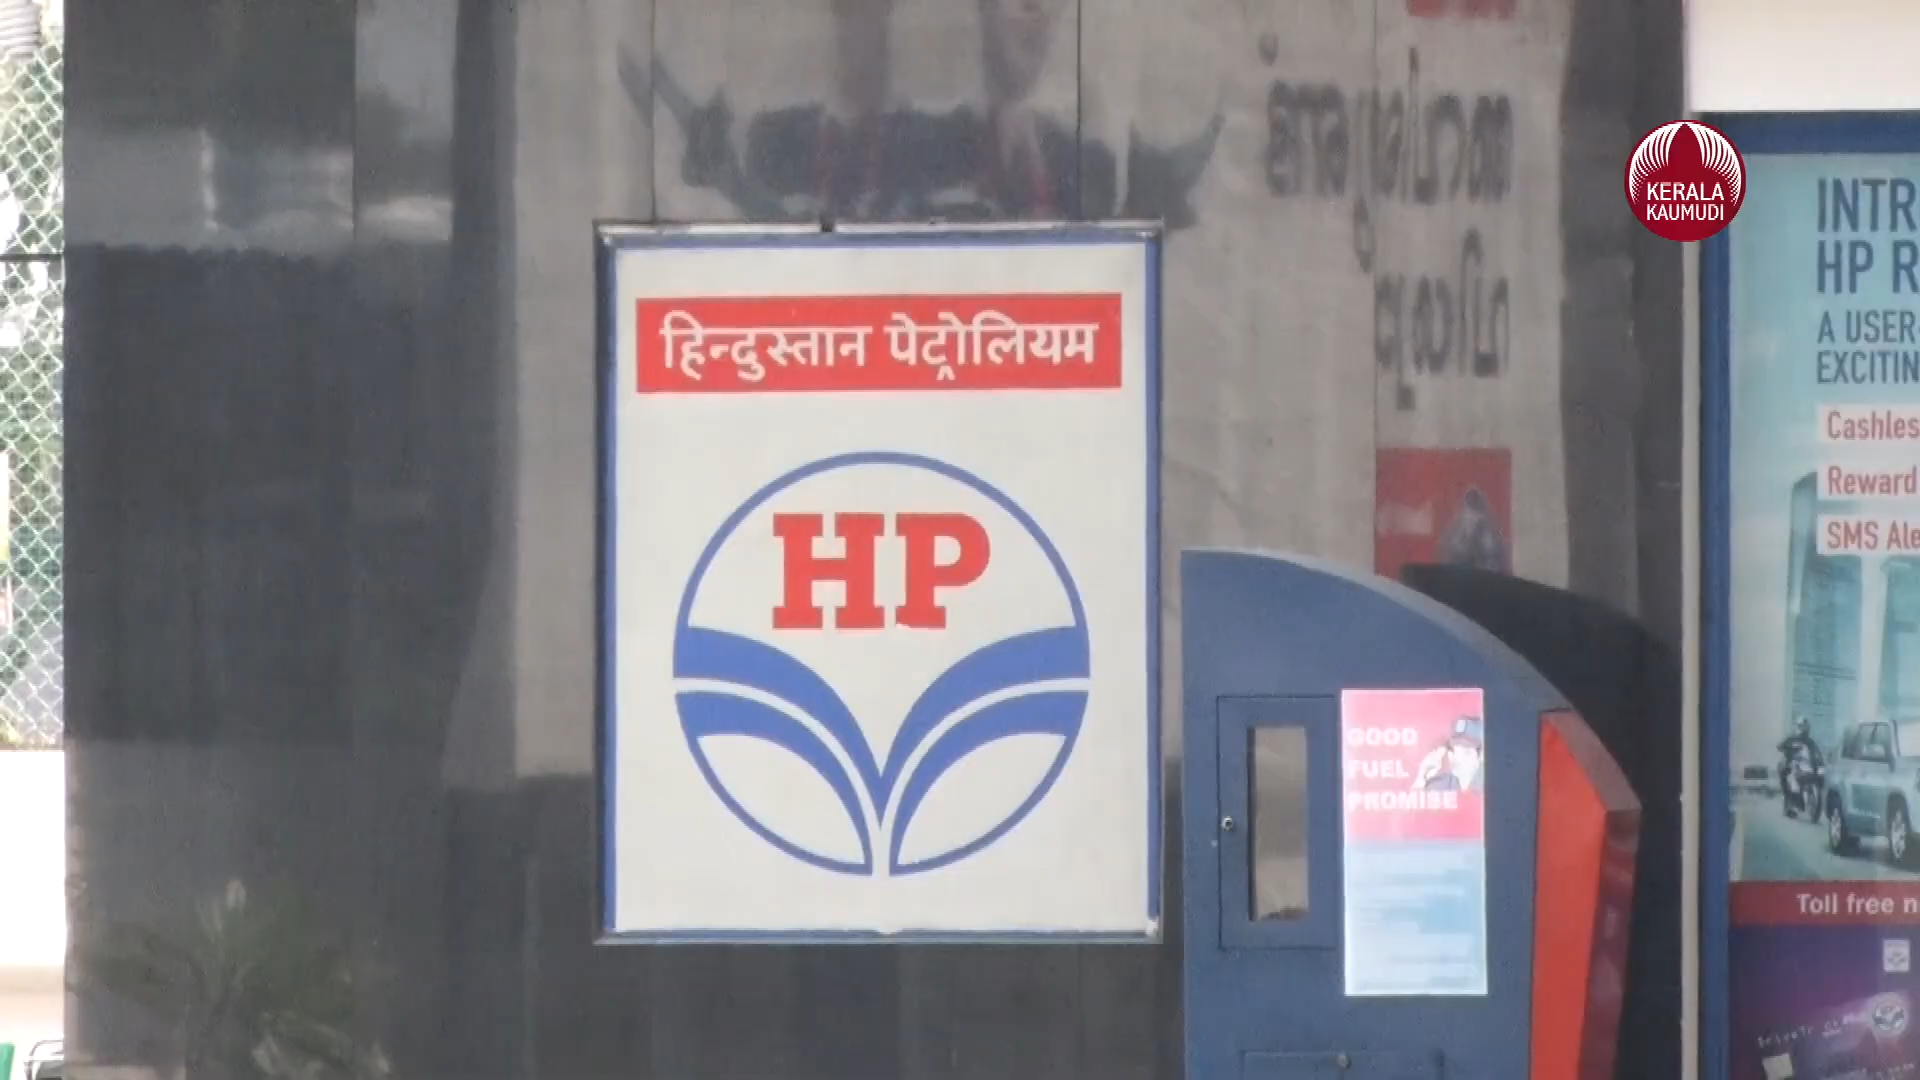 हिन्दुस्तान पेट्रोलियम
HP
KERALA
KAUMUDI
INTR
HP R
A USER-
EXCITIN
Cashles
Reward
SMS Ale
GOOD
FUEL
PROMISE
Toll free n